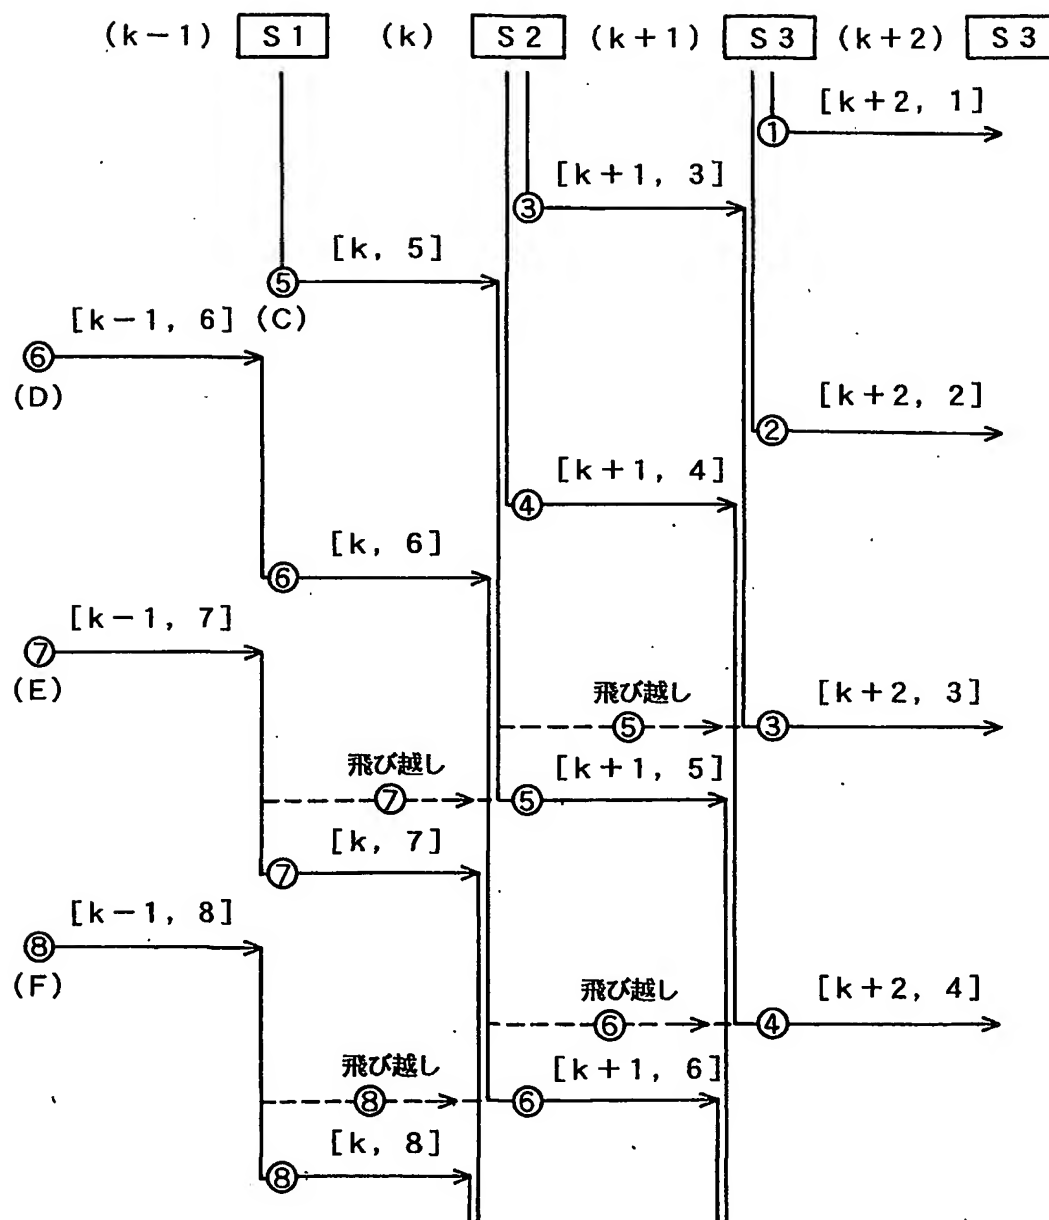 (k−1) S1 (k) S2 (k+1) S3 (k+2) S3
[k+2, 1]
①
[k+1, 3]
③
[k, 5]
⑤
[k−1, 6] (C)
⑥
(D)
[k+2, 2]
②
[k+1, 4]
④
[k, 6]
⑥
[k−1, 7]
⑦
(E)
飛び越し [k+2, 3]
⑤ ③
飛び越し [k+1, 5]
⑦ ⑤
[k, 7]
⑦
[k−1, 8]
⑧
(F)
飛び越し [k+2, 4]
⑥ ④
飛び越し [k+1, 6]
⑧ ⑥
[k, 8]
⑧